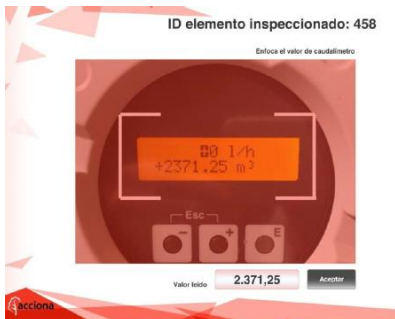 ID elemento inspeccionado: 458
Enfoca el valor de caudalímetro
0 l/h
+2371.25 m³
Esc
- + E
Valor leído 2.371,25 Aceptar
acciona